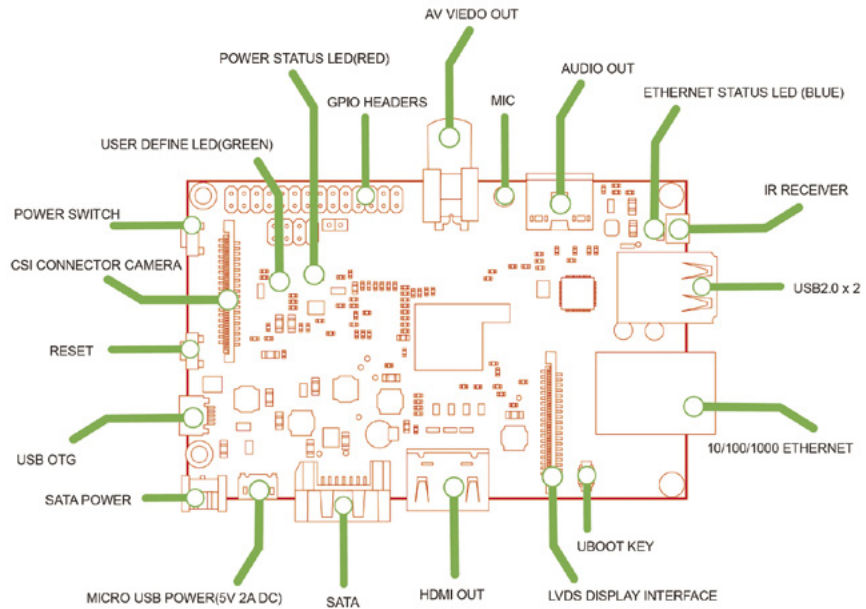 AV VIEDO OUT
POWER STATUS LED(RED)
AUDIO OUT
ETHERNET STATUS LED (BLUE)
GPIO HEADERS
MIC
USER DEFINE LED(GREEN)
IR RECEIVER
POWER SWITCH
CSI CONNECTOR CAMERA
USB2.0 x 2
RESET
10/100/1000 ETHERNET
USB OTG
SATA POWER
UBOOT KEY
MICRO USB POWER(5V 2A DC)
SATA
HDMI OUT
LVDS DISPLAY INTERFACE